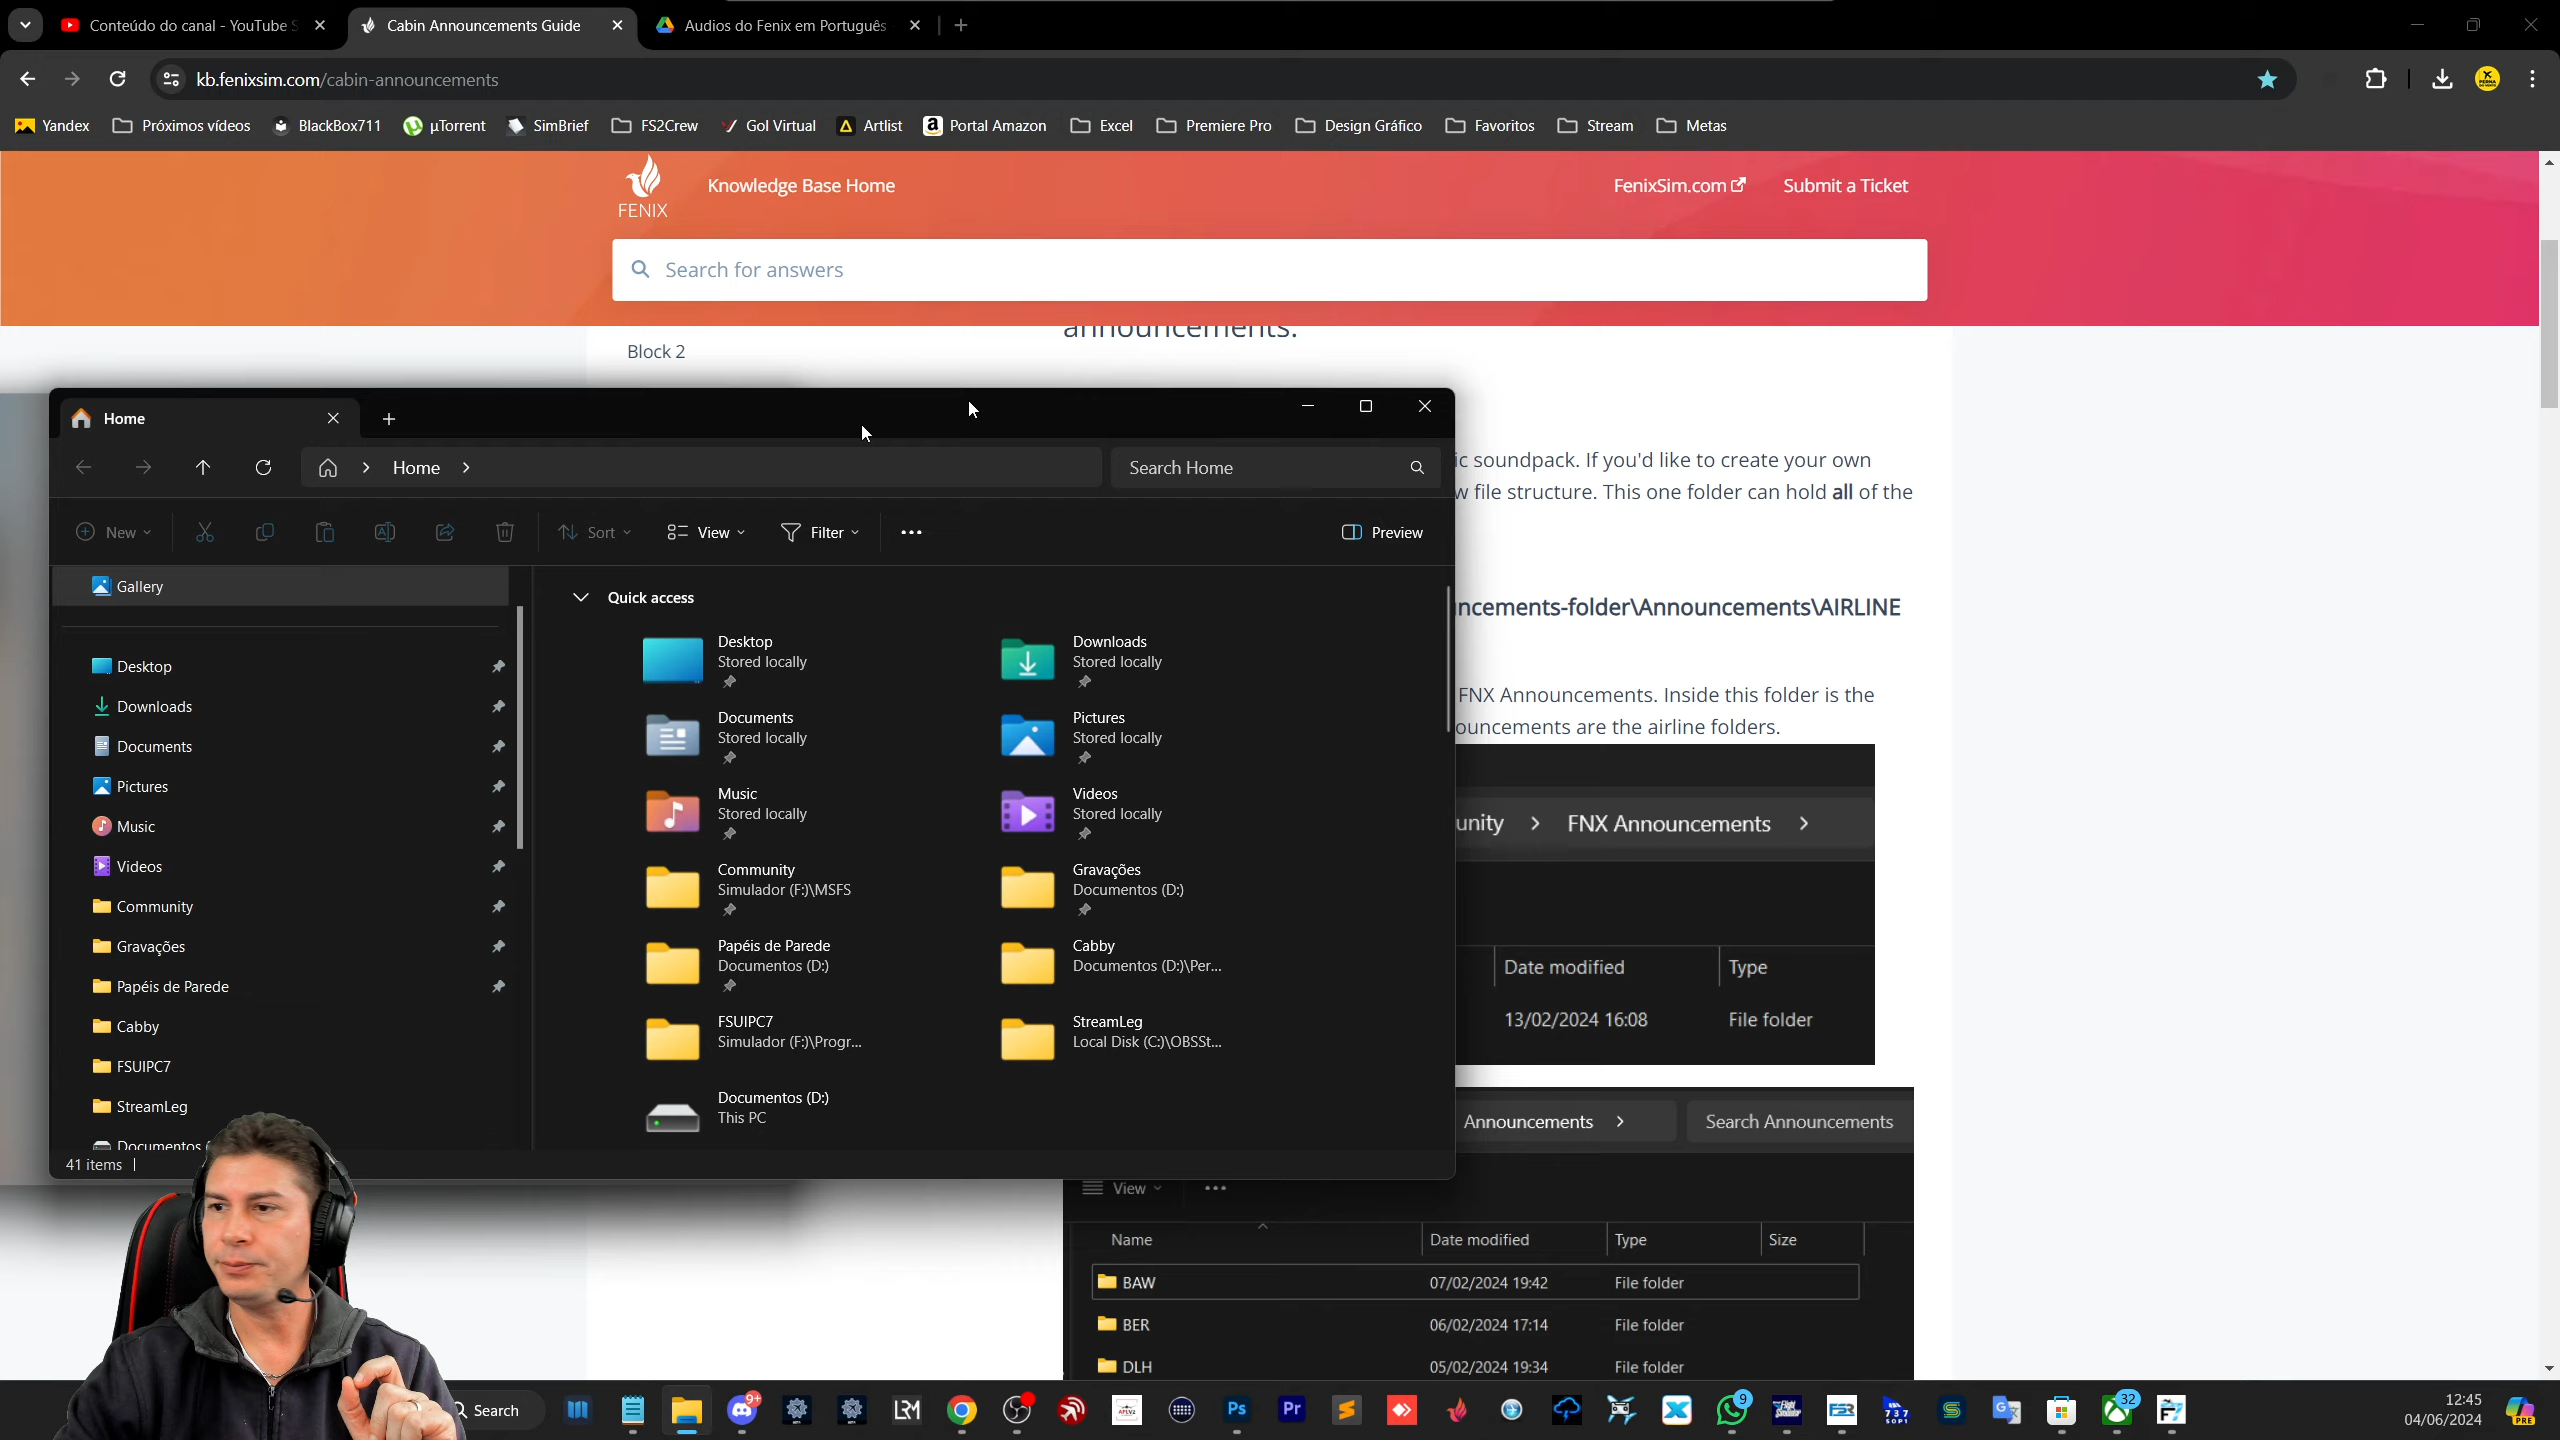 Conteúdo do canal - YouTube S
Cabin Announcements Guide
Audios do Fenix em Português
kb.fenixsim.com/cabin-announcements
Yandex
Próximos vídeos
BlackBox711
µTorrent
SimBrief
FS2Crew
Gol Virtual
Artlist
Portal Amazon
Excel
Premiere Pro
Design Gráfico
Favoritos
Stream
Metas
FENIX
Knowledge Base Home
FenixSim.com
Submit a Ticket
Search for answers
announcements.
Block 2
Home
Home
Search Home
ic soundpack. If you'd like to create your own
w file structure. This one folder can hold all of the
New
Sort
View
Filter
Preview
Gallery
Desktop
Downloads
Documents
Pictures
Music
Videos
Community
Gravações
Papéis de Parede
Cabby
FSUIPC7
StreamLeg
Documentos
41 items
Quick access
Desktop
Stored locally
Downloads
Stored locally
Documents
Stored locally
Pictures
Stored locally
Music
Stored locally
Videos
Stored locally
Community
Simulador (F:)\MSFS
Gravações
Documentos (D:)
Papéis de Parede
Documentos (D:)
Cabby
Documentos (D:)\Per...
FSUIPC7
Simulador (F:)\Progr...
StreamLeg
Local Disk (C:)\OBSSt...
Documentos (D:)
This PC
ncements-folder\Announcements\AIRLINE
FNX Announcements. Inside this folder is the
ouncements are the airline folders.
unity > FNX Announcements >
Date modified Type
13/02/2024 16:08 File folder
Announcements >
Search Announcements
View
Name Date modified Type Size
BAW 07/02/2024 19:42 File folder
BER 06/02/2024 17:14 File folder
DLH 05/02/2024 19:34 File folder
Search
9+
LRM
Ps
Pr
9
FSR
737
32
12:45
04/06/2024
PRE